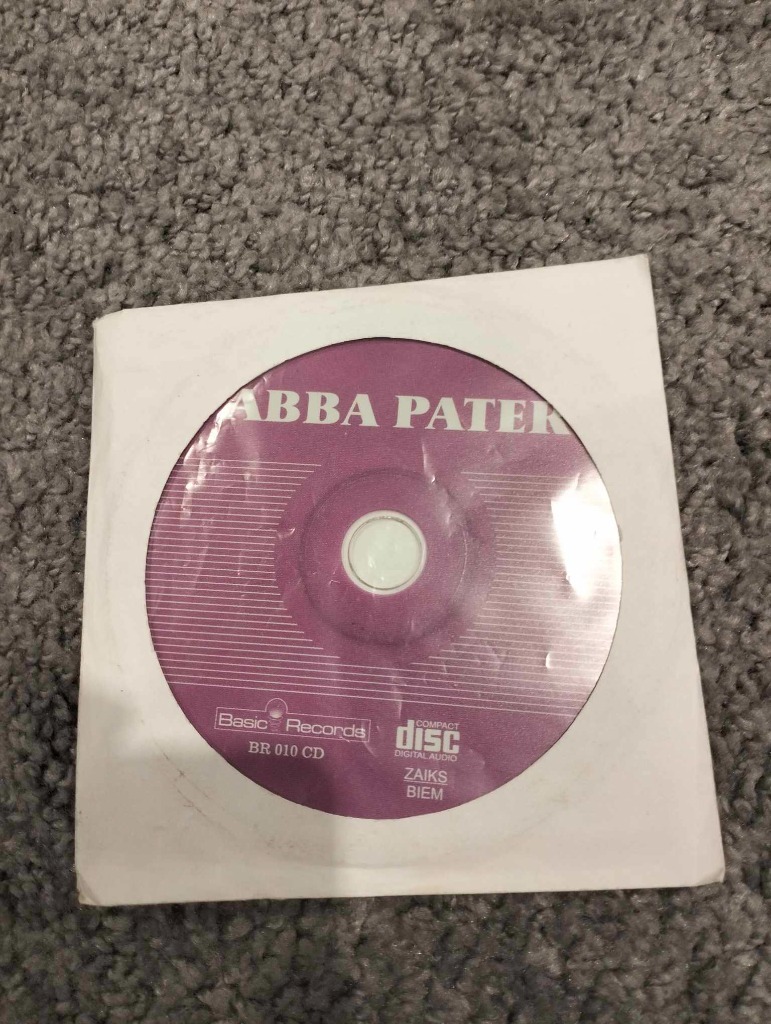 ABBA PATER
Basic Records
BR 010 CD
COMPACT
disc
DIGITAL AUDIO
ZAIKS
BIEM